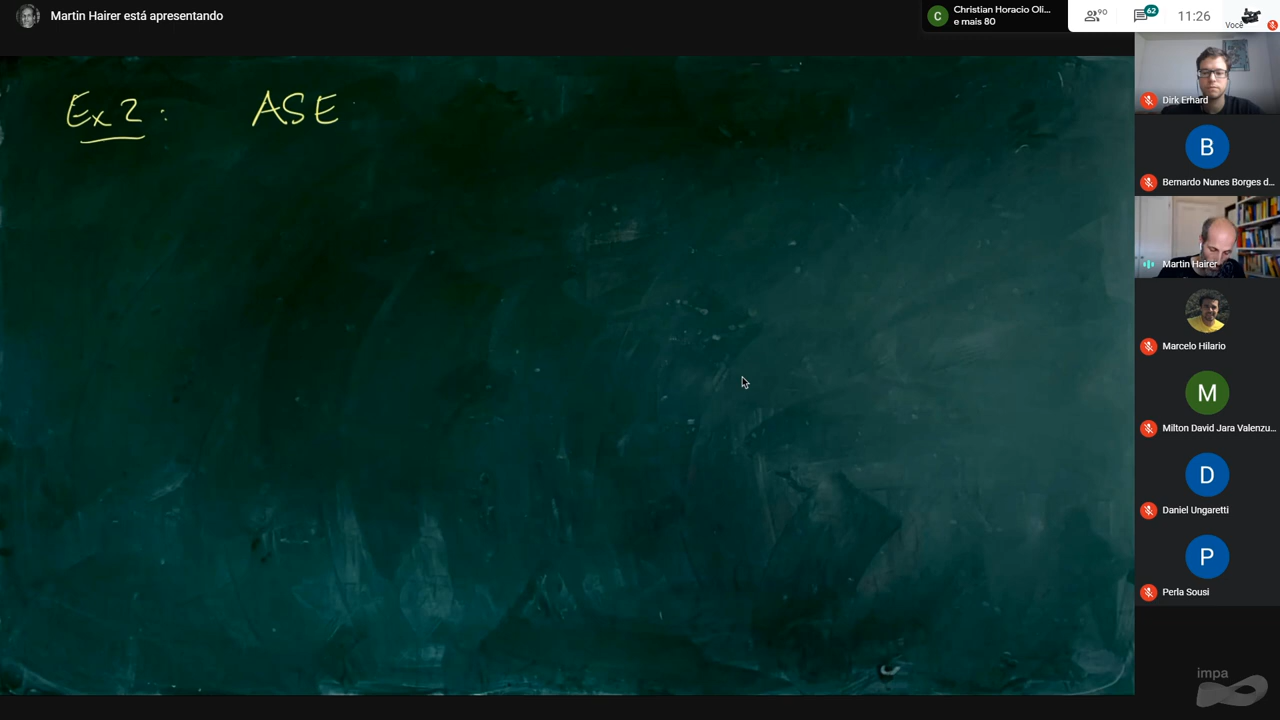 Martin Hairer está apresentando
Christian Horacio Oli...
e mais 80
90
62
11:26
Você
Ex 2 : ASE
Dirk Erhard
B
Bernardo Nunes Borges d...
Martin Hairer
Marcelo Hilario
M
Milton David Jara Valenzu...
D
Daniel Ungaretti
P
Perla Sousi
C
impa